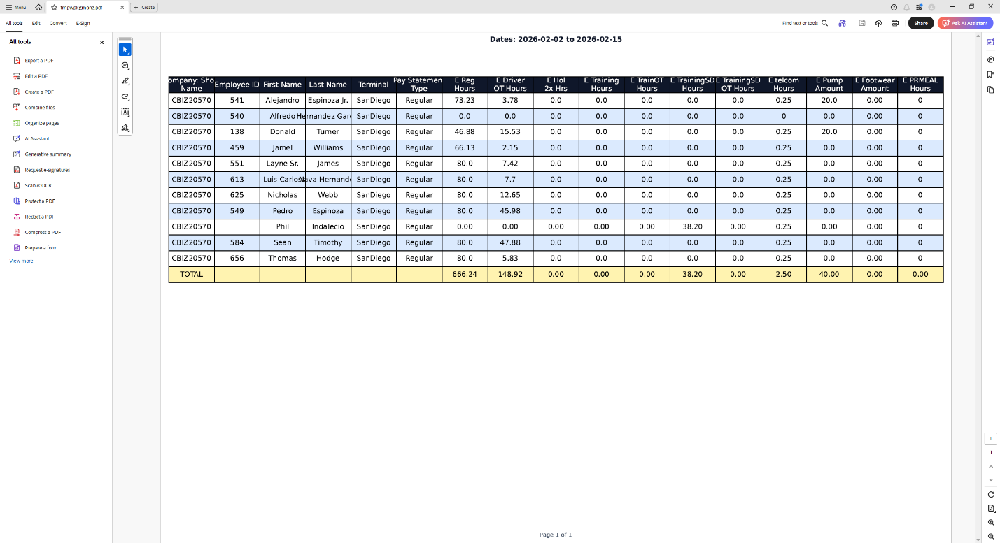 Menu tmpwpkgmonz.pdf Create
All tools Edit Convert E-Sign Find text or tools Share Ask AI Assistant
All tools
Export a PDF
Edit a PDF
Create a PDF
Combine files
Organize pages
AI Assistant
Generative summary
Request e-signatures
Scan & OCR
Protect a PDF
Redact a PDF
Compress a PDF
Prepare a form
View more
Dates: 2026-02-02 to 2026-02-15
ompany: Sho Employee ID First Name Last Name Terminal Pay Statemen E Reg E Driver E Hol E Training E TrainOT E TrainingSD E TrainingSD E telcom E Pump E Footwear E PRMEAL
Name Type Hours OT Hours 2x Hrs Hours Hours Hours OT Hours Hours Amount Amount Hours
CBIZ20570 541 Alejandro Espinoza Jr. SanDiego Regular 73.23 3.78 0.0 0.0 0.0 0.0 0.0 0.25 20.0 0.00 0
CBIZ20570 540 Alfredo Hernandez Gar SanDiego Regular 0.0 0.0 0.0 0.0 0.0 0.0 0.0 0 0.0 0.00 0
CBIZ20570 138 Donald Turner SanDiego Regular 46.88 15.53 0.0 0.0 0.0 0.0 0.0 0.25 20.0 0.00 0
CBIZ20570 459 Jamel Williams SanDiego Regular 66.13 2.15 0.0 0.0 0.0 0.0 0.0 0.25 0.0 0.00 0
CBIZ20570 551 Layne Sr. James SanDiego Regular 80.0 7.42 0.0 0.0 0.0 0.0 0.0 0.25 0.0 0.00 0
CBIZ20570 613 Luis Carlos Nava Hernand SanDiego Regular 80.0 7.7 0.0 0.0 0.0 0.0 0.0 0.25 0.0 0.00 0
CBIZ20570 625 Nicholas Webb SanDiego Regular 80.0 12.65 0.0 0.0 0.0 0.0 0.0 0.25 0.0 0.00 0
CBIZ20570 549 Pedro Espinoza SanDiego Regular 80.0 45.98 0.0 0.0 0.0 0.0 0.0 0.25 0.0 0.00 0
CBIZ20570 Phil Indalecio SanDiego Regular 0.00 0.00 0.00 0.00 0.00 38.20 0.00 0.25 0.00 0.00 0
CBIZ20570 584 Sean Timothy SanDiego Regular 80.0 47.88 0.0 0.0 0.0 0.0 0.0 0.25 0.0 0.00 0
CBIZ20570 656 Thomas Hodge SanDiego Regular 80.0 5.83 0.0 0.0 0.0 0.0 0.0 0.25 0.0 0.00 0
TOTAL 666.24 148.92 0.00 0.00 0.00 38.20 0.00 2.50 40.00 0.00 0.00
1
1
Page 1 of 1